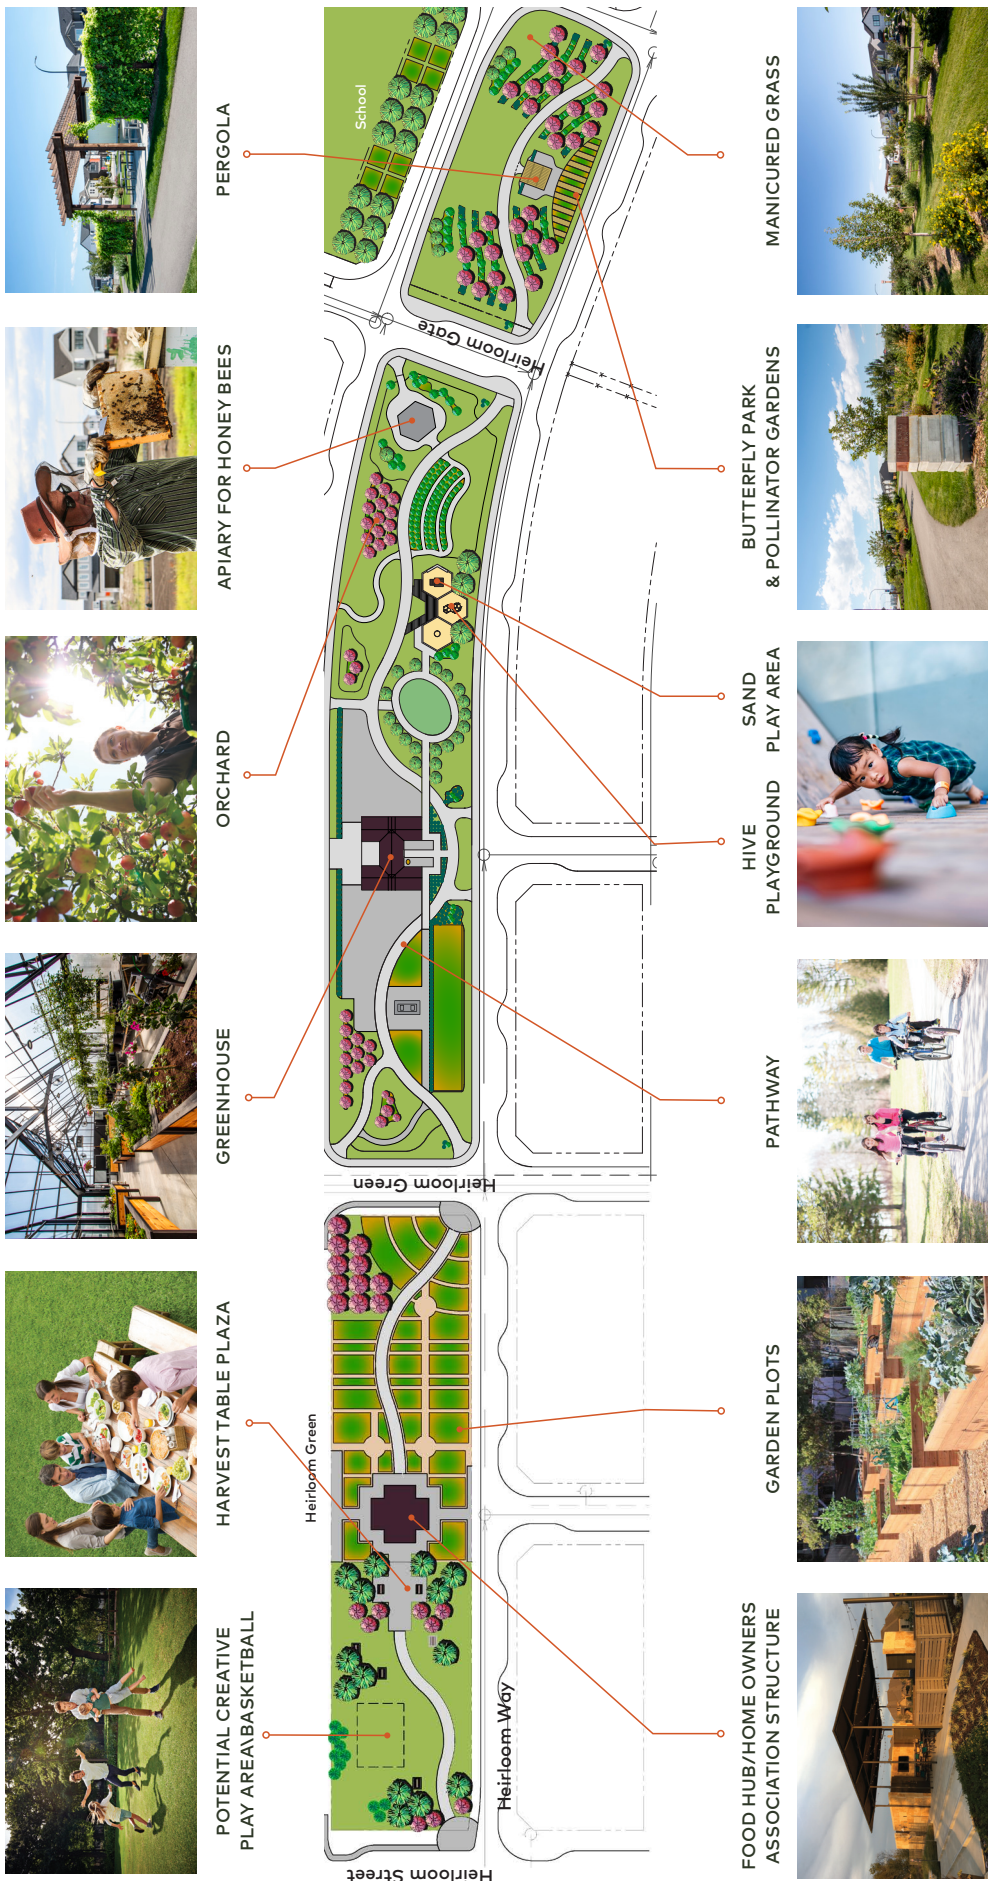 POTENTIAL CREATIVE
PLAY AREA\BASKETBALL
HARVEST TABLE PLAZA
GREENHOUSE
ORCHARD
APIARY FOR HONEY BEES
PERGOLA
Heirloom Street
Heirloom Green
Heirloom Green
Heirloom Gate
School
Heirloom Way
FOOD HUB/HOME OWNERS
ASSOCIATION STRUCTURE
GARDEN PLOTS
PATHWAY
HIVE
PLAYGROUND
SAND
PLAY AREA
BUTTERFLY PARK
& POLLINATOR GARDENS
MANICURED GRASS